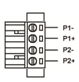 P1-
P1+
P2-
P2+